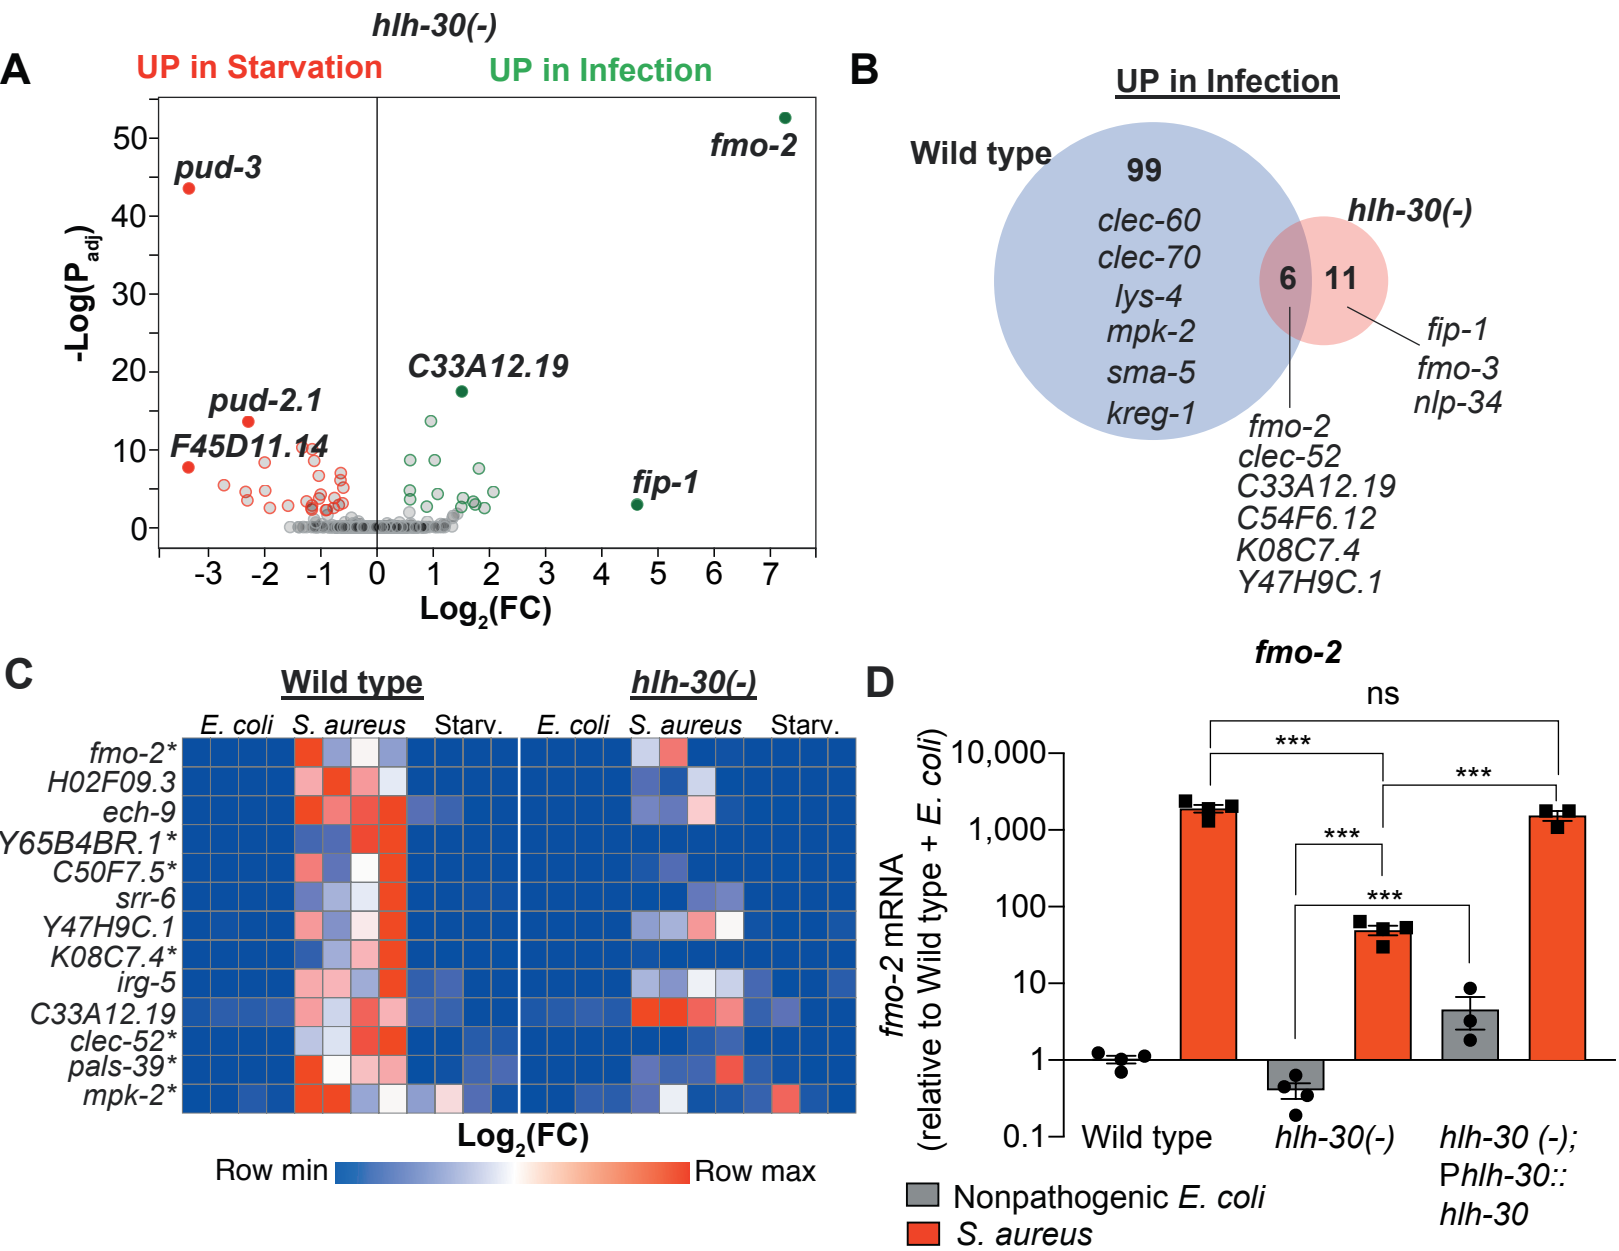 hlh-30(-)
A
UP in Starvation
UP in Infection
-Log(Padj)
50
40
30
20
10
0
pud-3
fmo-2
C33A12.19
pud-2.1
F45D11.14
fip-1
-3 -2 -1 0 1 2 3 4 5 6 7
Log2(FC)
B
UP in Infection
Wild type
hlh-30(-)
99
clec-60
clec-70
lys-4
mpk-2
sma-5
kreg-1
6
11
fip-1
fmo-3
nlp-34
fmo-2
clec-52
C33A12.19
C54F6.12
K08C7.4
Y47H9C.1
C
Wild type
hlh-30(-)
E. coli S. aureus Starv. E. coli S. aureus Starv.
fmo-2*
H02F09.3
ech-9
Y65B4BR.1*
C50F7.5*
srr-6
Y47H9C.1
K08C7.4*
irg-5
C33A12.19
clec-52*
pals-39*
mpk-2*
Log2(FC)
Row min
Row max
D
fmo-2
fmo-2 mRNA
(relative to Wild type + E. coli)
10,000
1,000
100
10
1
0.1
ns
***
***
***
***
Wild type
hlh-30(-)
hlh-30 (-);
Phlh-30::
hlh-30
Nonpathogenic E. coli
S. aureus